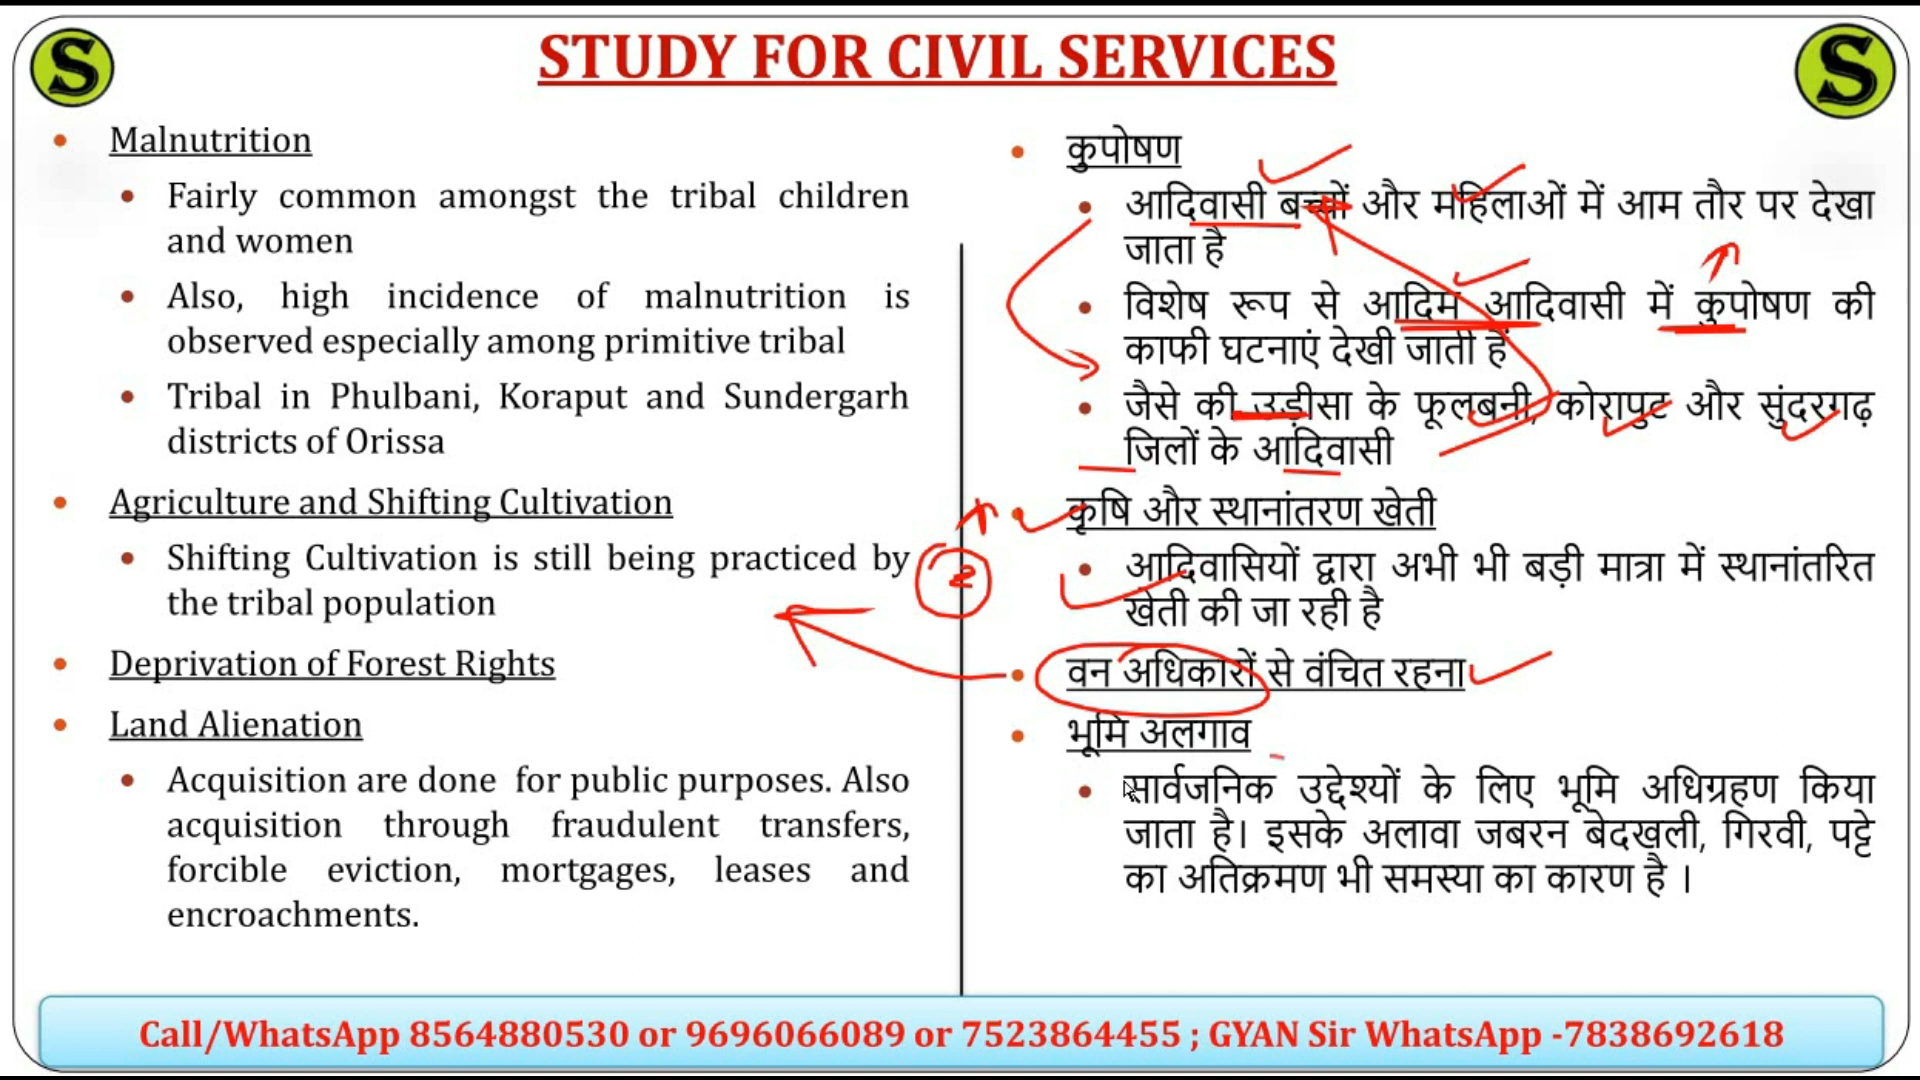 S
STUDY FOR CIVIL SERVICES
S
Malnutrition
Fairly common amongst the tribal children
and women
Also, high incidence of malnutrition is
observed especially among primitive tribal
Tribal in Phulbani, Koraput and Sundergarh
districts of Orissa
Agriculture and Shifting Cultivation
Shifting Cultivation is still being practiced by
the tribal population
Deprivation of Forest Rights
Land Alienation
Acquisition are done for public purposes. Also
acquisition through fraudulent transfers,
forcible eviction, mortgages, leases and
encroachments.
कुपोषण
आदिवासी बच्चों और महिलाओं में आम तौर पर देखा
जाता है
विशेष रूप से आदिम आदिवासी में कुपोषण की
काफी घटनाएं देखी जाती हैं
जैसे की उड़ीसा के फूलबनी, कोरापुट और सुंदरगढ़
जिलों के आदिवासी
कृषि और स्थानांतरण खेती
आदिवासियों द्वारा अभी भी बड़ी मात्रा में स्थानांतरित
खेती की जा रही है
वन अधिकारों से वंचित रहना
भूमि अलगाव
सार्वजनिक उद्देश्यों के लिए भूमि अधिग्रहण किया
जाता है। इसके अलावा जबरन बेदखली, गिरवी, पट्टे
का अतिक्रमण भी समस्या का कारण है ।
Call/WhatsApp 8564880530 or 9696066089 or 7523864455 ; GYAN Sir WhatsApp -7838692618